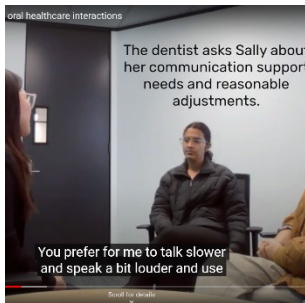 oral healthcare interactions
The dentist asks Sally about
her communication support
needs and reasonable
adjustments.
You prefer for me to talk slower
and speak a bit louder and use
Scroll for details